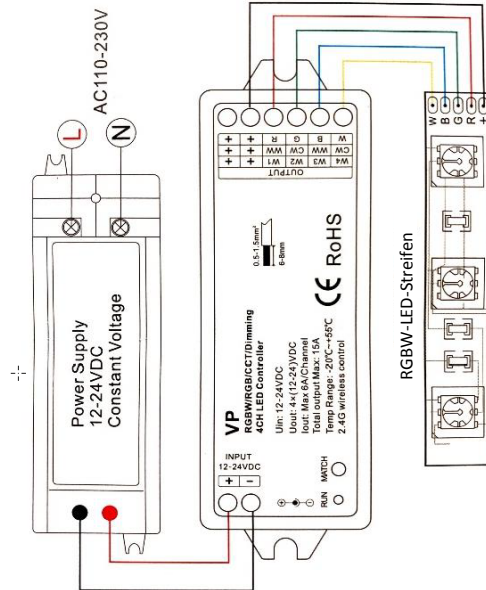 AC110-230V
L
N
Power Supply
12-24VDC
Constant Voltage
VP
RGBW/RGB/CCT/Dimming
4CH LED Controller
Uin: 12-24VDC
Uout: 4×(12-24)VDC
Iout: Max 6A/Channel
Total output Max: 15A
Temp Range: -20℃~+55℃
2.4G wireless control
0.5-1.5mm²
6-8mm
CE RoHS
INPUT
12-24VDC
+ −
RUN MATCH
OUTPUT
+ + +
+ + +
W1 WW R
W2 CW G
W3 WW B
W4 CW W
RGBW-LED-Streifen
W
B
G
R
+